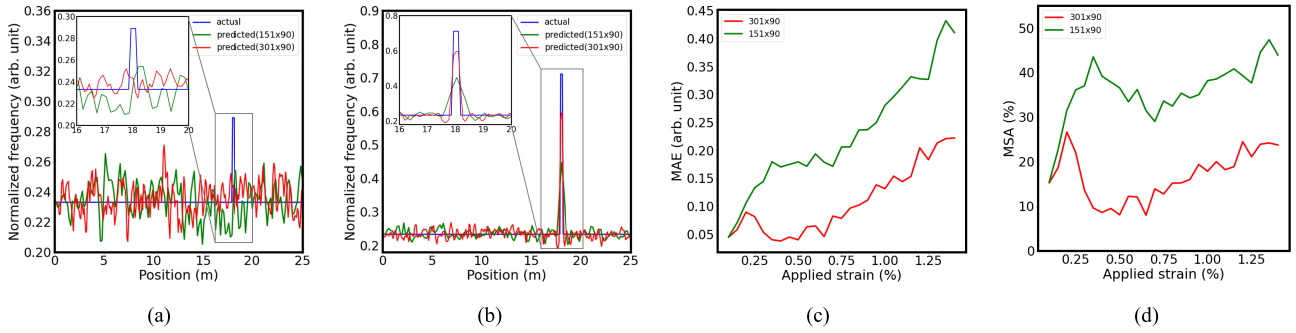 0.36
0.34
0.32
0.30
0.28
0.26
0.24
0.22
0.20
Normalized frequency (arb. unit)
0 5 10 15 20 25
Position (m)
actual
predicted(151x90)
predicted(301x90)
0.30
0.28
0.26
0.24
0.22
0.20
16 17 18 19 20
(a)
0.9
0.8
0.7
0.6
0.5
0.4
0.3
0.2
Normalized frequency (arb. unit)
0 5 10 15 20 25
Position (m)
actual
predicted(151x90)
predicted(301x90)
0.8
0.6
0.4
0.2
16 17 18 19 20
(b)
0.45
0.40
0.35
0.30
0.25
0.20
0.15
0.10
0.05
MAE (arb. unit)
0.25 0.50 0.75 1.00 1.25
Applied strain (%)
301x90
151x90
(c)
50
40
30
20
10
0
MSA (%)
0.25 0.50 0.75 1.00 1.25
Applied strain (%)
301x90
151x90
(d)